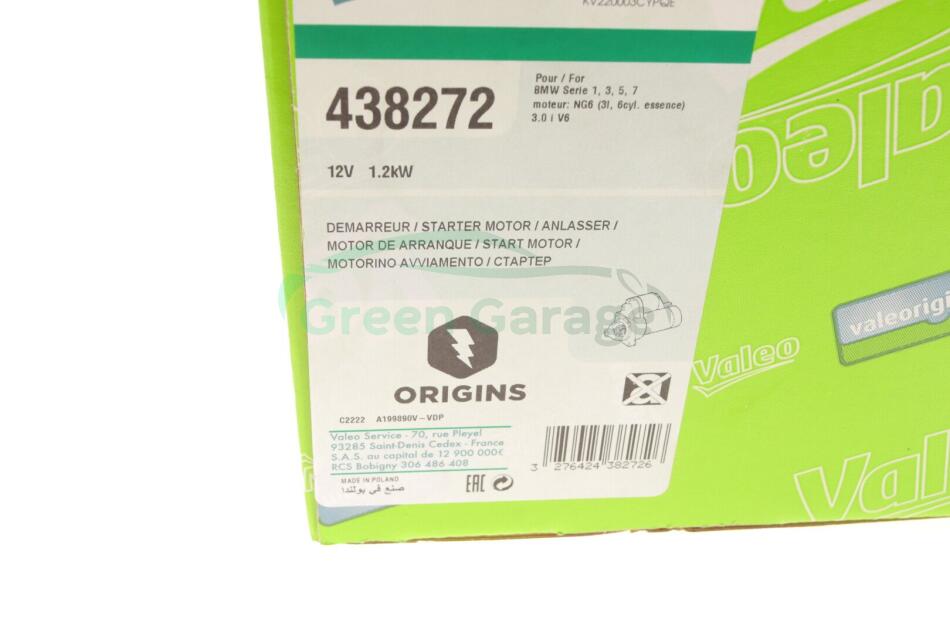 KV220003CYPQE
438272
Pour / For
BMW Serie 1, 3, 5, 7
moteur: NG6 (3l, 6cyl. essence)
3.0 i V6
12V 1.2kW
DEMARREUR / STARTER MOTOR / ANLASSER /
MOTOR DE ARRANQUE / START MOTOR /
MOTORINO AVVIAMENTO / СТАРТЕР
Green Garage
ORIGINS
C2222 A199890V-VDP
Valeo Service - 70, rue Pleyel
93285 Saint-Denis Cedex - France
S.A.S. au capital de 12 900 000€
RCS Bobigny 306 486 408
MADE IN POLAND
صنع في بولندا
EAC
3 276424 382726
valeo
valeorigi
Valeo
Val